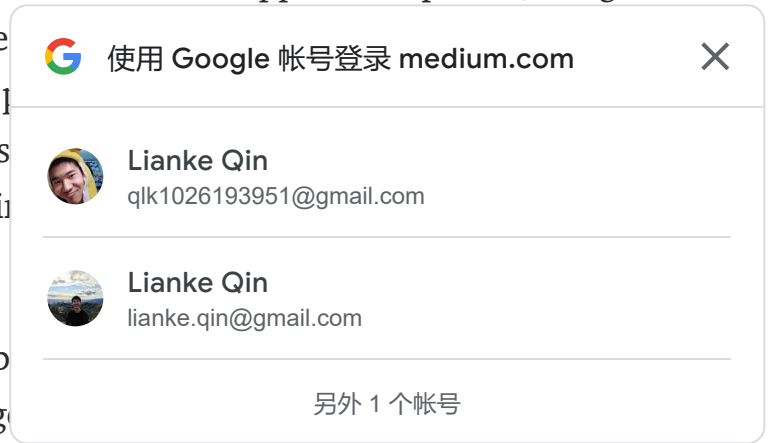 使用 Google 帐号登录 medium.com
Lianke Qin
qlk1026193951@gmail.com
Lianke Qin
lianke.qin@gmail.com
另外 1 个帐号